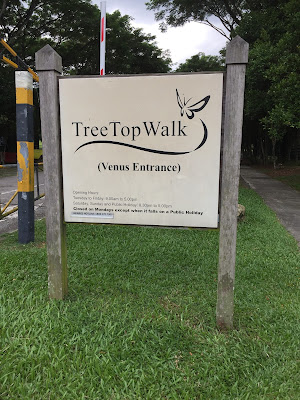 TreeTopWalk
(Venus Entrance)
Opening Hours:
Tuesday to Friday: 9.00am to 5.00pm
Saturday, Sunday and Public Holiday: 8.30am to 5.00pm
Closed on Mondays except when it falls on a Public Holiday